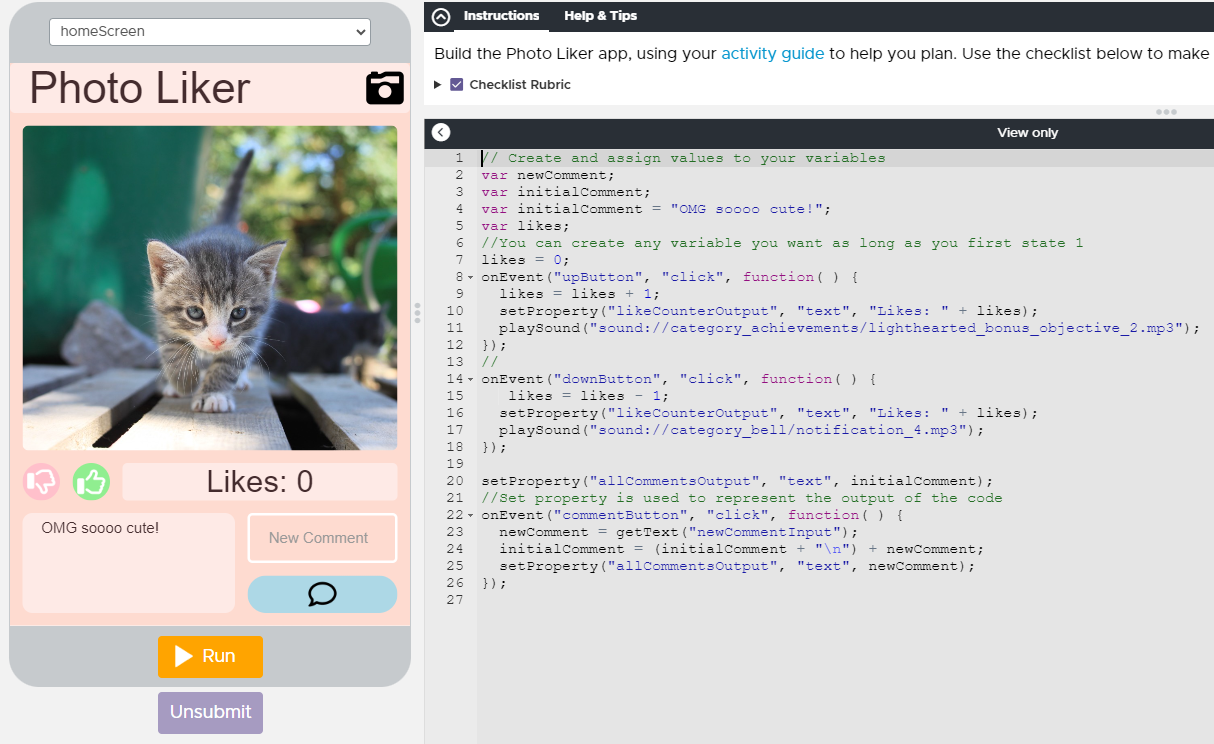 homeScreen
Photo Liker
Likes: 0
OMG soooo cute!
New Comment
Run
Unsubmit
Instructions Help & Tips
Build the Photo Liker app, using your activity guide to help you plan. Use the checklist below to make
Checklist Rubric
View only
1 // Create and assign values to your variables
2 var newComment;
3 var initialComment;
4 var initialComment = "OMG soooo cute!";
5 var likes;
6 //You can create any variable you want as long as you first state 1
7 likes = 0;
8 onEvent("upButton", "click", function( ) {
9 likes = likes + 1;
10 setProperty("likeCounterOutput", "text", "Likes: " + likes);
11 playSound("sound://category_achievements/lighthearted_bonus_objective_2.mp3");
12 });
13 //
14 onEvent("downButton", "click", function( ) {
15 likes = likes - 1;
16 setProperty("likeCounterOutput", "text", "Likes: " + likes);
17 playSound("sound://category_bell/notification_4.mp3");
18 });
19
20 setProperty("allCommentsOutput", "text", initialComment);
21 //Set property is used to represent the output of the code
22 onEvent("commentButton", "click", function( ) {
23 newComment = getText("newCommentInput");
24 initialComment = (initialComment + "\n") + newComment;
25 setProperty("allCommentsOutput", "text", newComment);
26 });
27